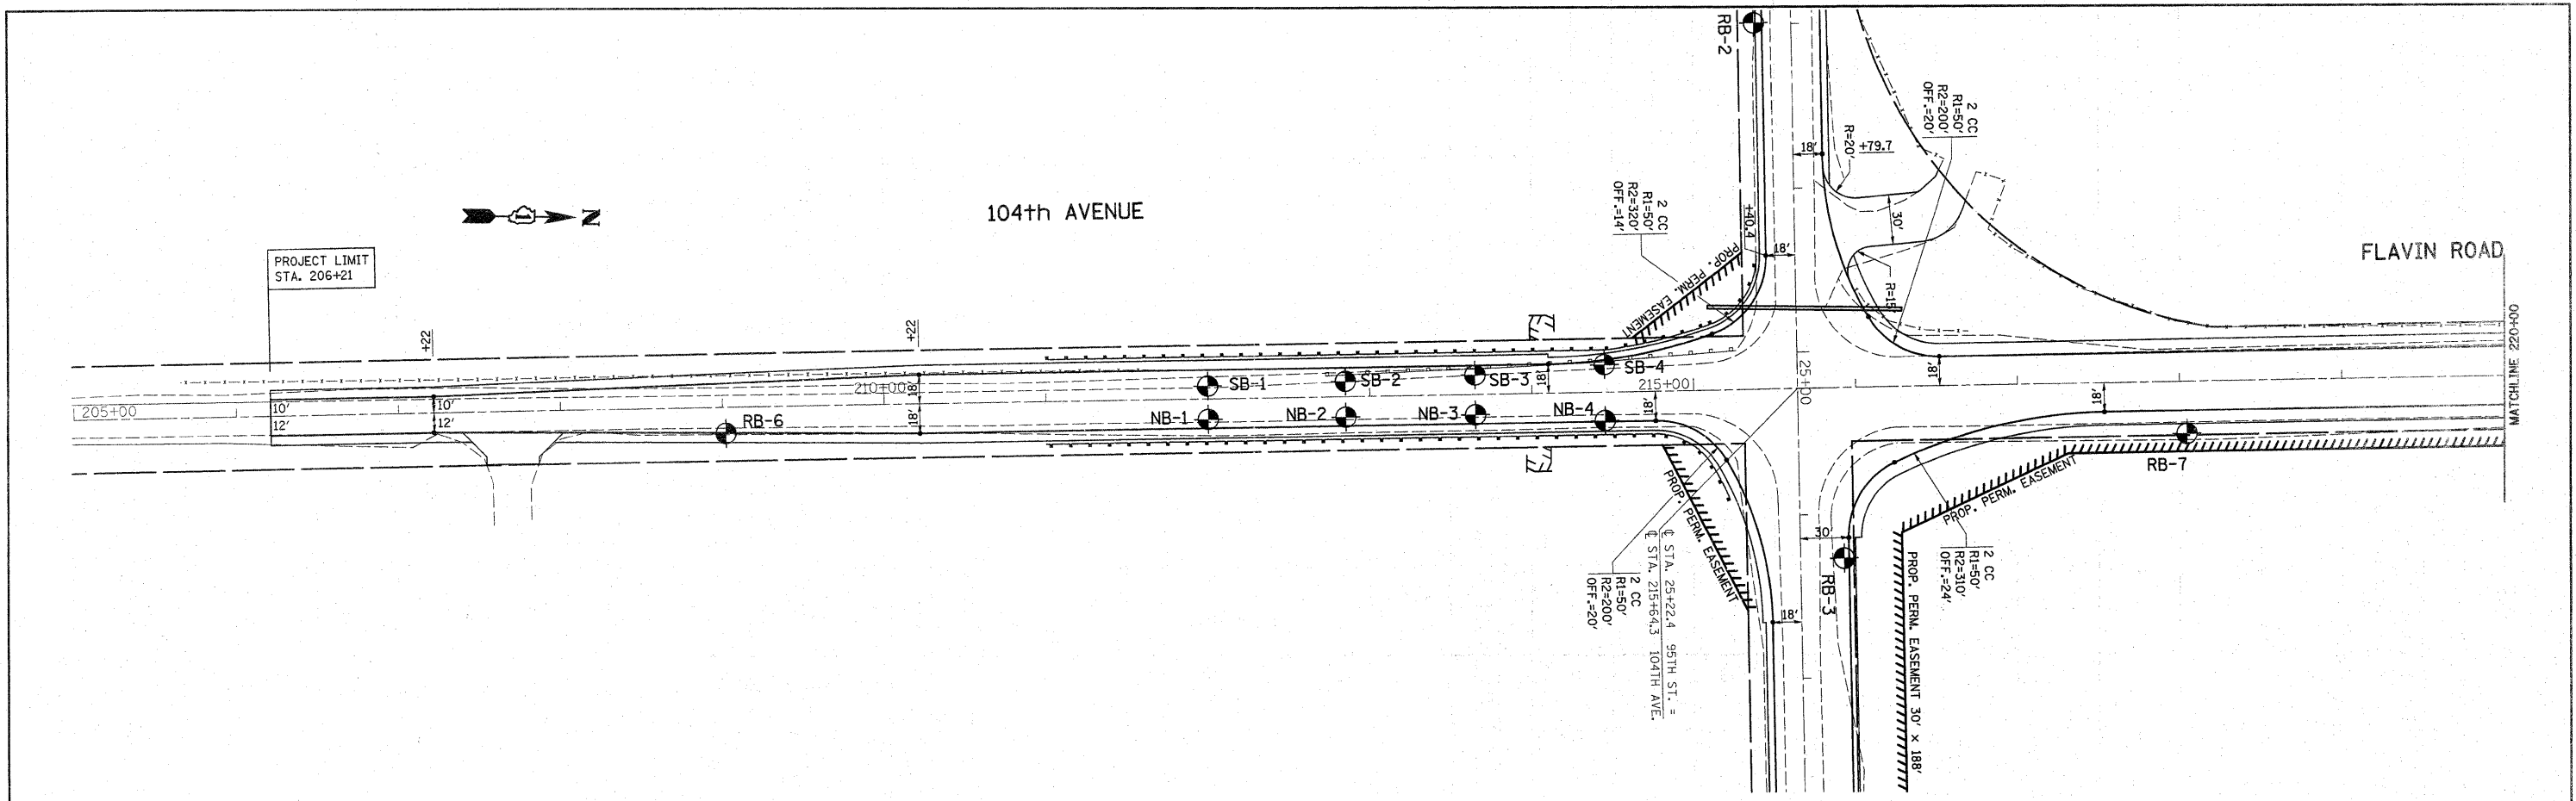 RB-2
2 CC
R1=50'
R2=200'
OFF.=20'
18'
R=20'
+79.7
30'
R=15'
104th AVENUE
N
2 CC
R1=50'
R2=320'
OFF.=14'
+40.4
18'
PROP. PERM. EASEMENT
FLAVIN ROAD
PROJECT LIMIT
STA. 206+21
+22
+22
MATCHLINE 220+00
205+00
10'
12'
10'
12'
210+00
18'
18'
RB-6
SB-1
SB-2
SB-3
SB-4
NB-1
NB-2
NB-3
NB-4
18'
18'
215+00
25+00
18'
18'
RB-7
PROP. PERM. EASEMENT
PROP. PERM. EASEMENT
30'
RB-3
18'
℄ STA. 25+22.4 95TH ST. =
℄ STA. 215+64.3 104TH AVE.
2 CC
R1=50'
R2=200'
OFF.=20'
2 CC
R1=50'
R2=310'
OFF.=24'
PROP. PERM. EASEMENT 30' x 188'